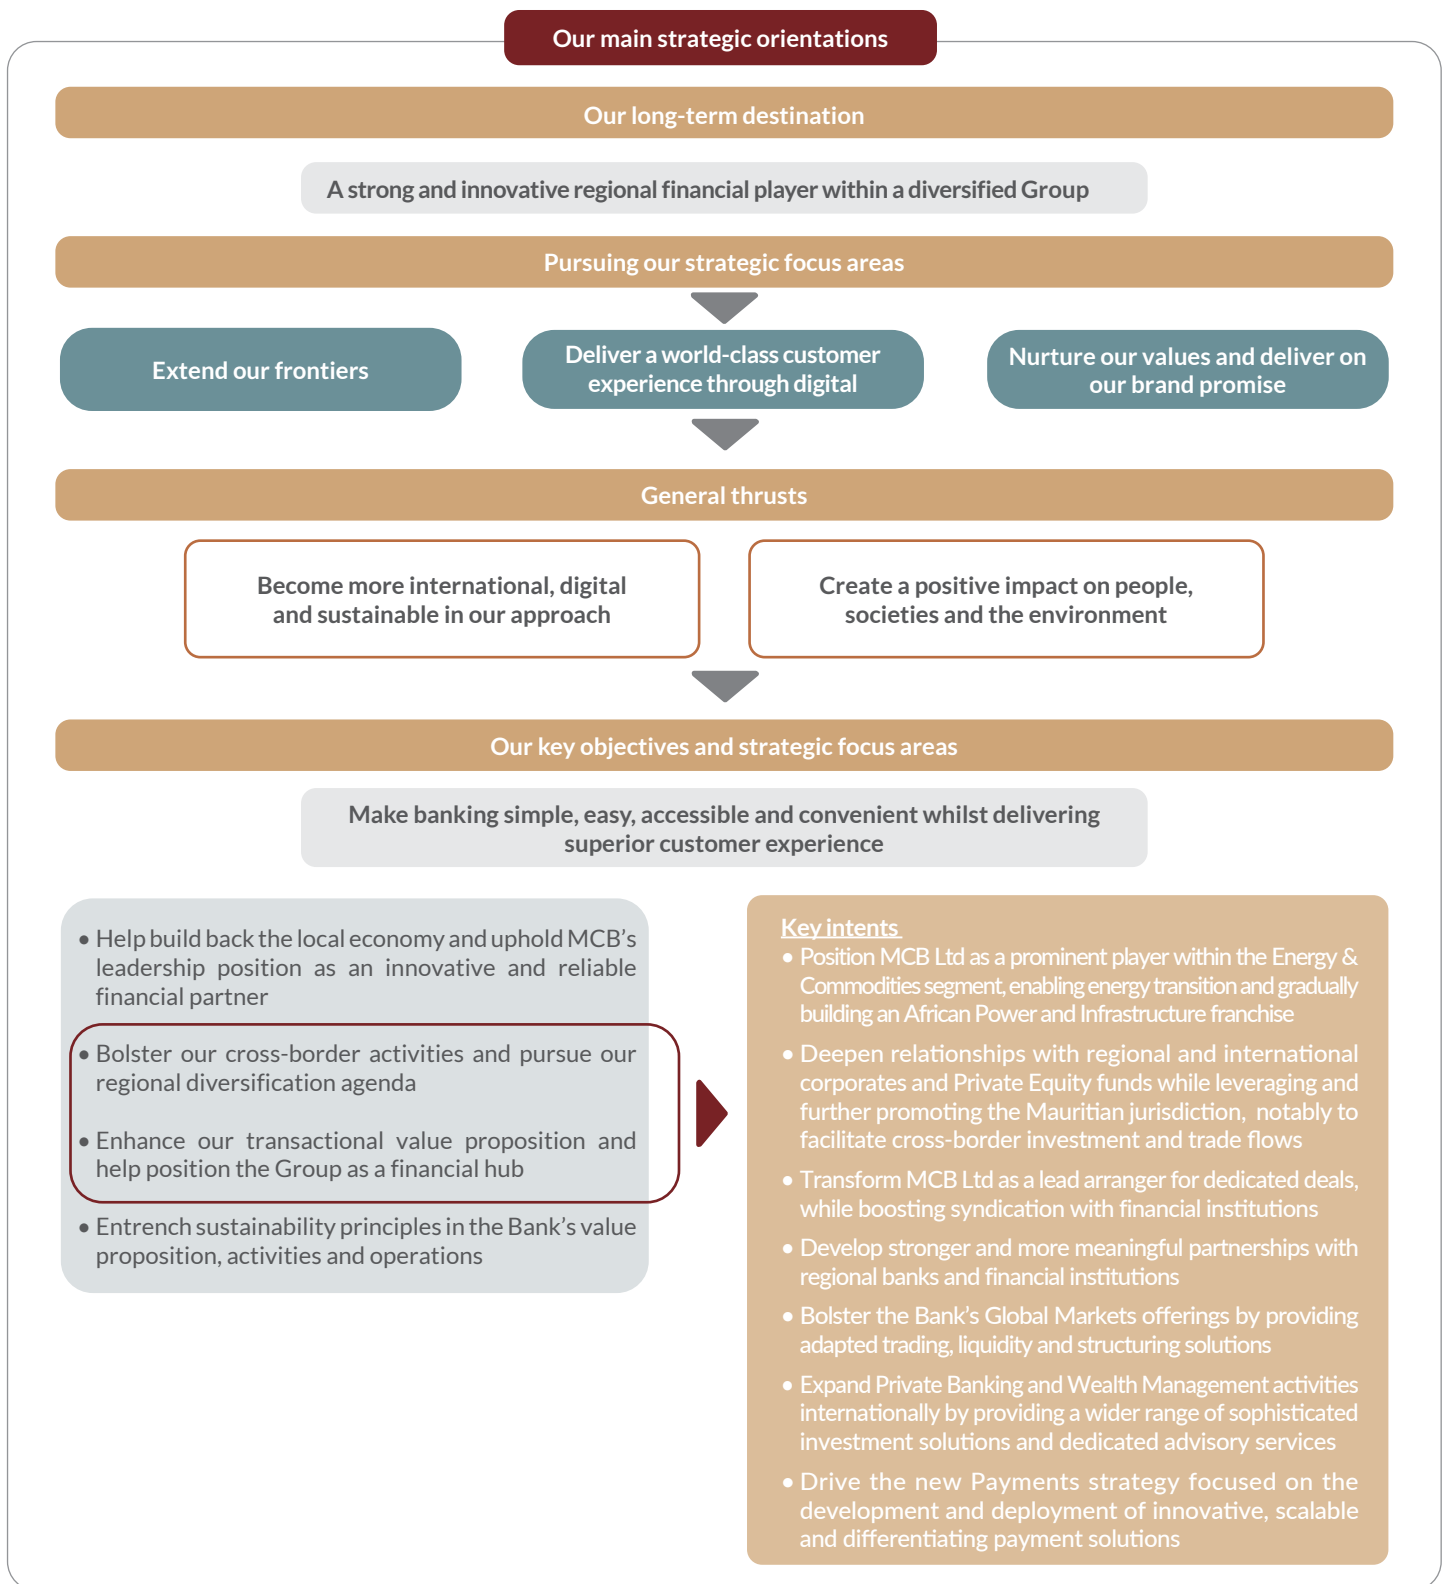 Our main strategic orientations
Our long-term destination
A strong and innovative regional financial player within a diversified Group
Pursuing our strategic focus areas
Extend our frontiers
Deliver a world-class customer
experience through digital
Nurture our values and deliver on
our brand promise
General thrusts
Become more international, digital
and sustainable in our approach
Create a positive impact on people,
societies and the environment
Our key objectives and strategic focus areas
Make banking simple, easy, accessible and convenient whilst delivering
superior customer experience
• Help build back the local economy and uphold MCB's
leadership position as an innovative and reliable
financial partner
• Bolster our cross-border activities and pursue our
regional diversification agenda
• Enhance our transactional value proposition and
help position the Group as a financial hub
• Entrench sustainability principles in the Bank's value
proposition, activities and operations
Key intents
• Position MCB Ltd as a prominent player within the Energy &
Commodities segment, enabling energy transition and gradually
building an African Power and Infrastructure franchise
• Deepen relationships with regional and international
corporates and Private Equity funds while leveraging and
further promoting the Mauritian jurisdiction, notably to
facilitate cross-border investment and trade flows
• Transform MCB Ltd as a lead arranger for dedicated deals,
while boosting syndication with financial institutions
• Develop stronger and more meaningful partnerships with
regional banks and financial institutions
• Bolster the Bank's Global Markets offerings by providing
adapted trading, liquidity and structuring solutions
• Expand Private Banking and Wealth Management activities
internationally by providing a wider range of sophisticated
investment solutions and dedicated advisory services
• Drive the new Payments strategy focused on the
development and deployment of innovative, scalable
and differentiating payment solutions